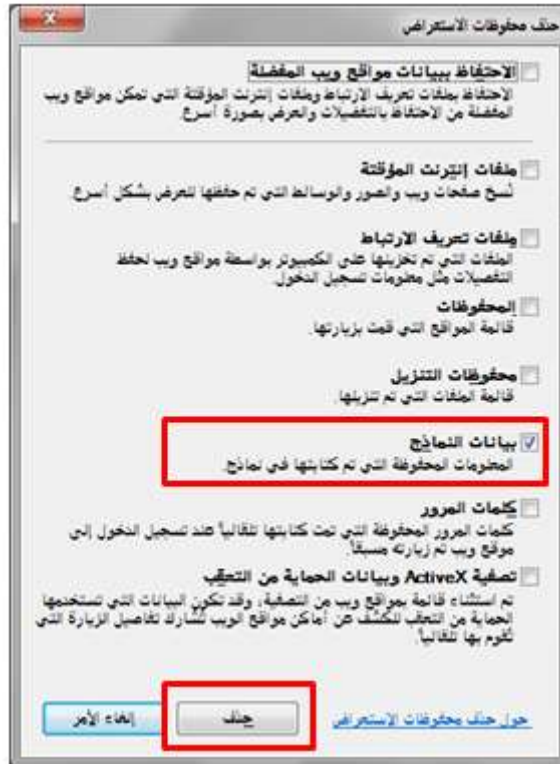 حذف محفوظات الاستعراض
الاحتفاظ ببيانات مواقع ويب المفضلة
الاحتفاظ بملفات تعريف الارتباط وملفات إنترنت المؤقتة التي تمكن مواقع ويب
المفضلة من الاحتفاظ بالتفضيلات والعرض بصورة أسرع.
ملفات إنترنت المؤقتة
نُسخ صفحات ويب والصور والوسائط التي تم حفظها للعرض بشكل أسرع.
ملفات تعريف الارتباط
الملفات التي تم تخزينها على الكمبيوتر بواسطة مواقع ويب لحفظ
التفضيلات مثل معلومات تسجيل الدخول.
المحفوظات
قائمة المواقع التي قمت بزيارتها.
محفوظات التنزيل
قائمة الملفات التي تم تنزيلها.
بيانات النماذج
المعلومات المحفوظة التي تم كتابتها في نماذج.
كلمات المرور
كلمات المرور المحفوظة التي تمت كتابتها تلقائياً عند تسجيل الدخول إلى
موقع ويب تم زيارته مسبقاً.
تصفية ActiveX وبيانات الحماية من التعقب
تم استثناء قائمة بمواقع ويب من التصفية، وقد تكون البيانات التي تستخدمها
الحماية من التعقب للكشف عن أماكن مواقع الويب تُشارك تفاصيل الزيارة التي
تقوم بها تلقائياً.
حول حذف محفوظات الاستعراض
حذف
إلغاء الأمر